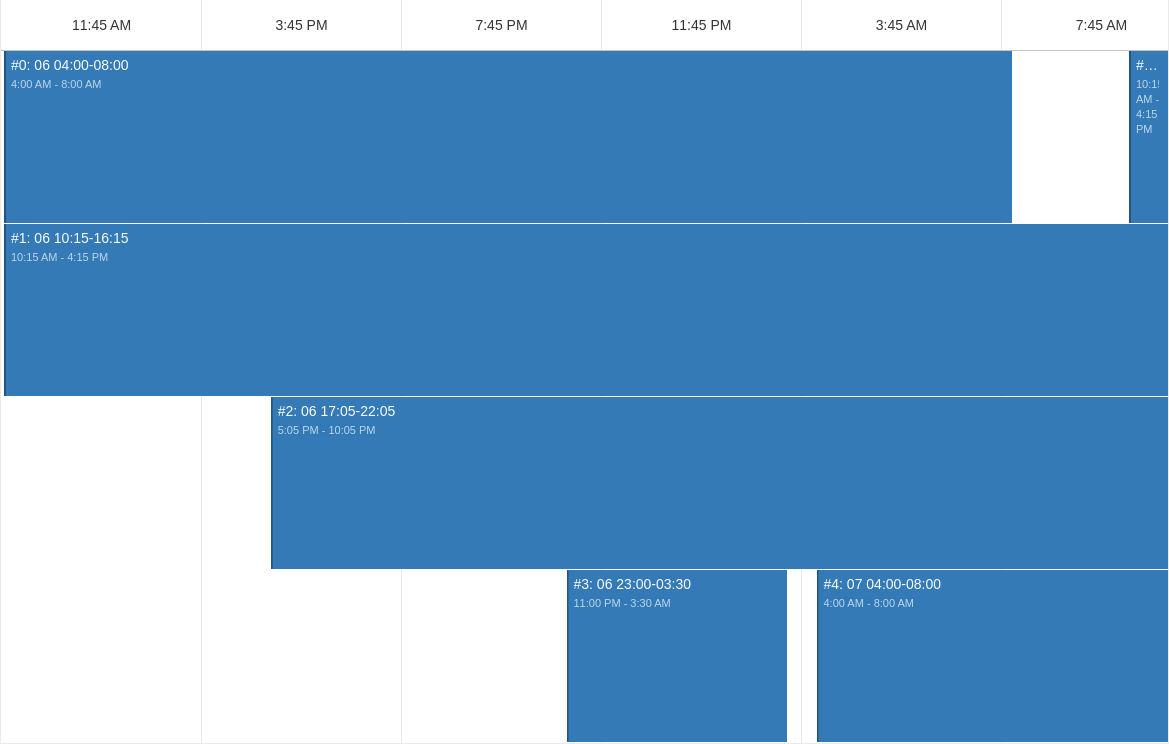 11:45 AM 3:45 PM 7:45 PM 11:45 PM 3:45 AM 7:45 AM
#0: 06 04:00-08:00
4:00 AM - 8:00 AM
#…
AM -
4:15
PM
#1: 06 10:15-16:15
10:15 AM - 4:15 PM
#2: 06 17:05-22:05
5:05 PM - 10:05 PM
#3: 06 23:00-03:30
11:00 PM - 3:30 AM
#4: 07 04:00-08:00
4:00 AM - 8:00 AM